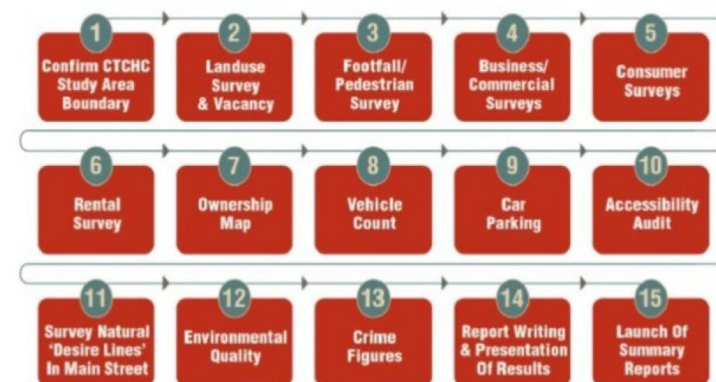 1
Confirm CTCHC
Study Area
Boundary
2
Landuse
Survey
& Vacancy
3
Footfall/
Pedestrian
Survey
4
Business/
Commercial
Surveys
5
Consumer
Surveys
6
Rental
Survey
7
Ownership
Map
8
Vehicle
Count
9
Car
Parking
10
Accessibility
Audit
11
Survey Natural
'Desire Lines'
In Main Street
12
Environmental
Quality
13
Crime
Figures
14
Report Writing
& Presentation
Of Results
15
Launch Of
Summary
Reports